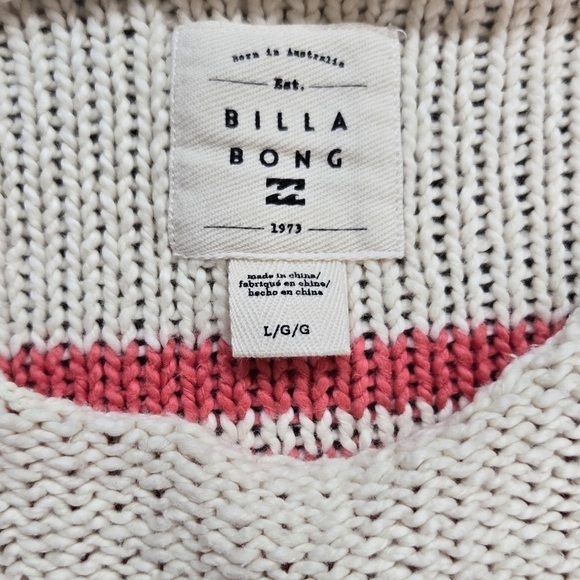 Born in Australia
Est.
BILLA
BONG
1973
made in china/
fabriqué en chine/
hecho en china
L/G/G